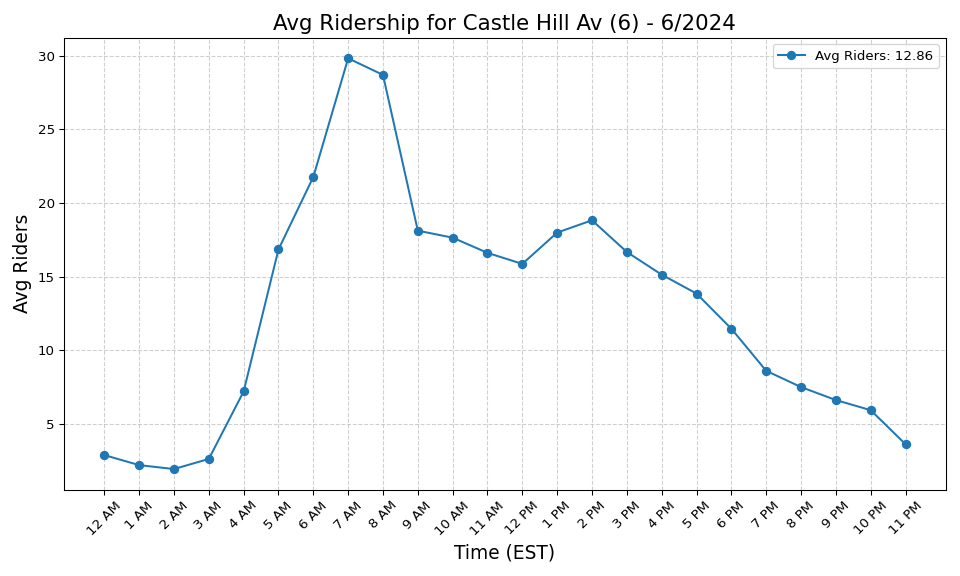 Avg Ridership for Castle Hill Av (6) - 6/2024
Avg Riders: 12.86
Avg Riders
30
25
20
15
10
5
12 AM
1 AM
2 AM
3 AM
4 AM
5 AM
6 AM
7 AM
8 AM
9 AM
10 AM
11 AM
12 PM
1 PM
2 PM
3 PM
4 PM
5 PM
6 PM
7 PM
8 PM
9 PM
10 PM
11 PM
Time (EST)